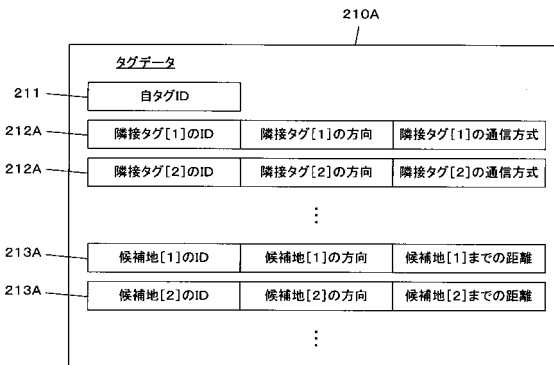 210A
タグデータ
211 自タグID
212A 隣接タグ[1]のID 隣接タグ[1]の方向 隣接タグ[1]の通信方式
212A 隣接タグ[2]のID 隣接タグ[2]の方向 隣接タグ[2]の通信方式
⋮
213A 候補地[1]のID 候補地[1]の方向 候補地[1]までの距離
213A 候補地[2]のID 候補地[2]の方向 候補地[2]までの距離
⋮